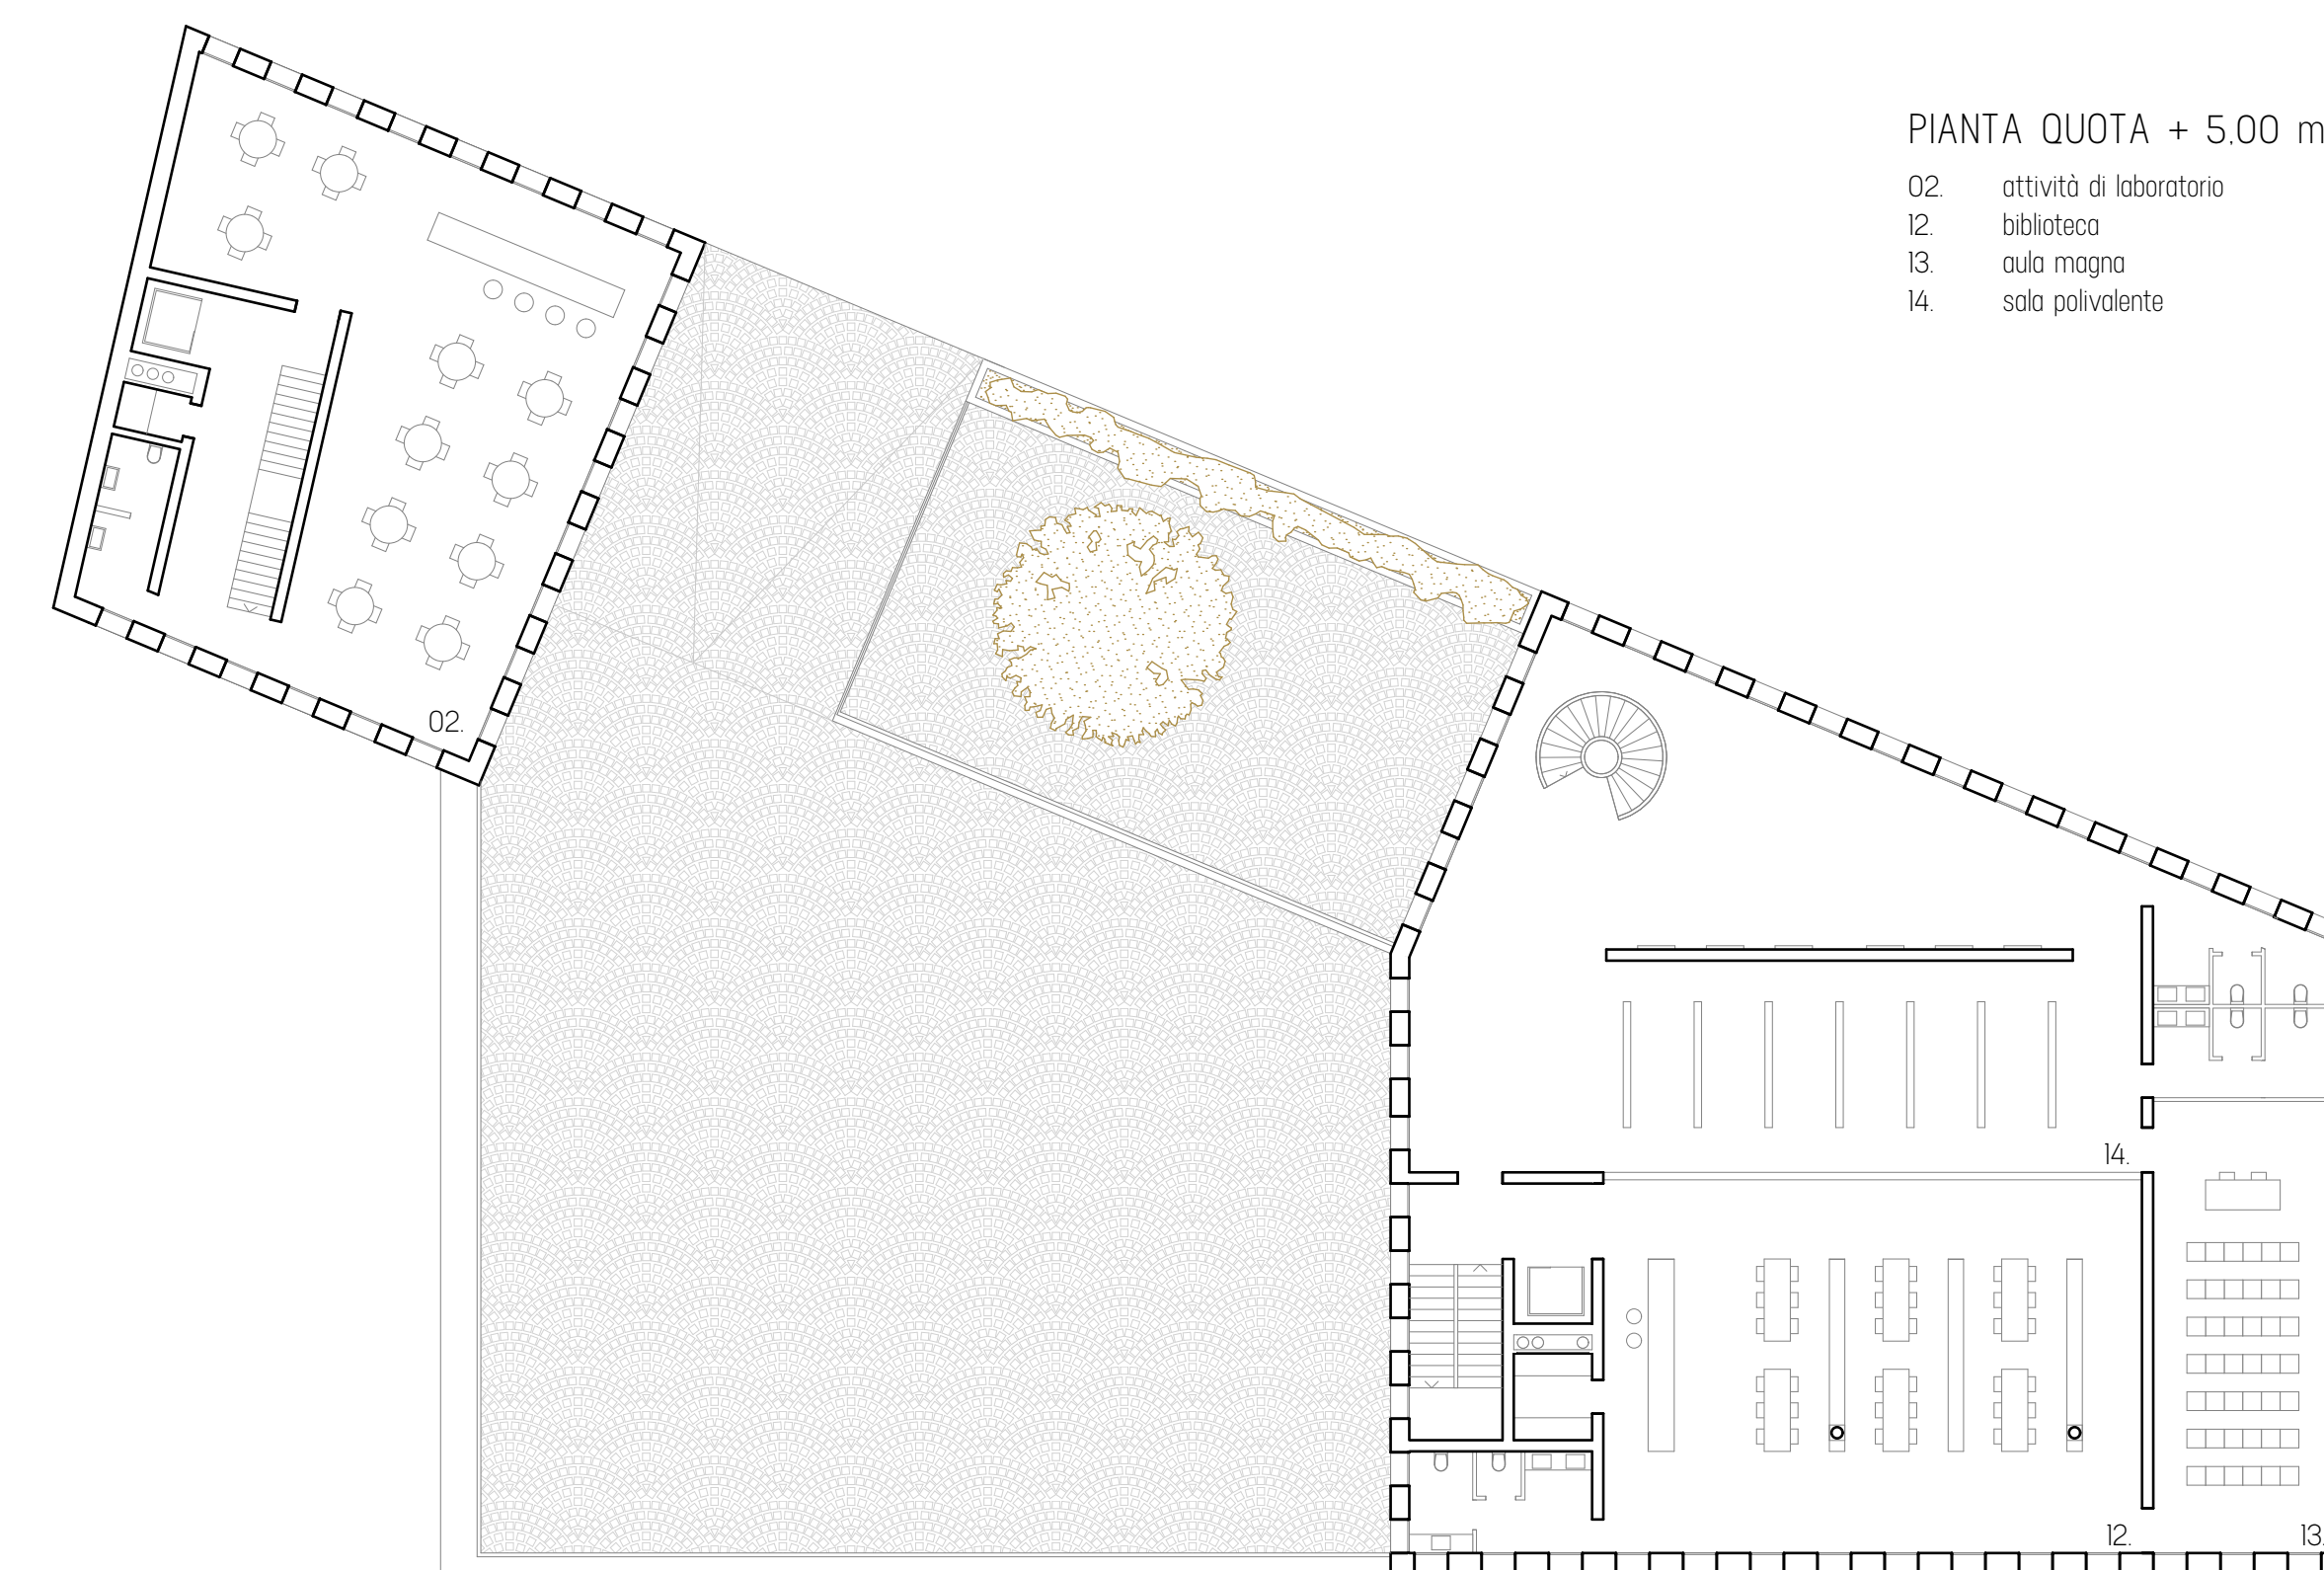 PIANTA QUOTA + 5,00 m
02. attività di laboratorio
12. biblioteca
13. aula magna
14. sala polivalente
02.
14.
12.
13.